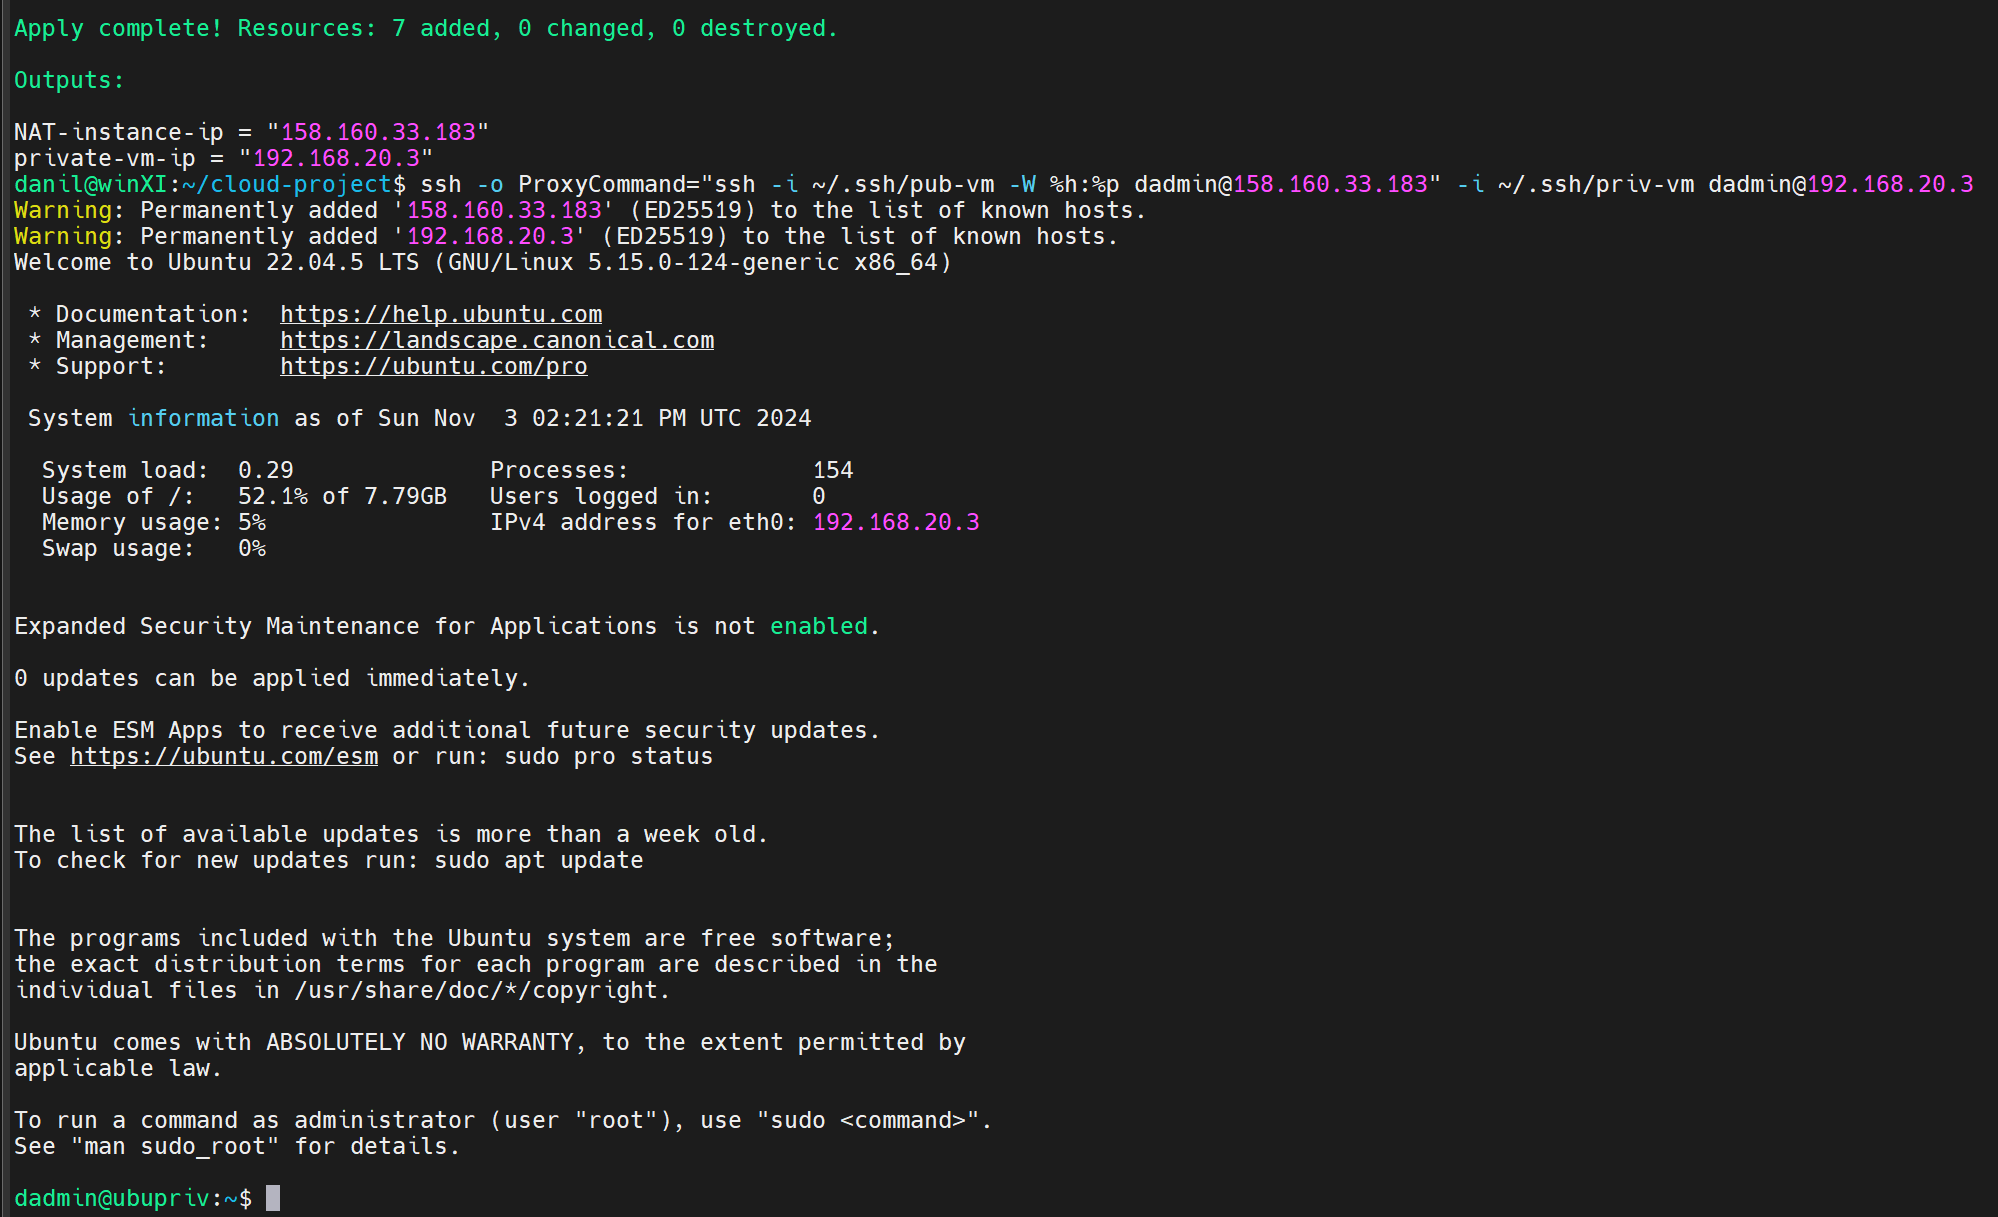 Apply complete! Resources: 7 added, 0 changed, 0 destroyed.
Outputs:
NAT-instance-ip = "158.160.33.183"
private-vm-ip = "192.168.20.3"
danil@winXI:~/cloud-project$ ssh -o ProxyCommand="ssh -i ~/.ssh/pub-vm -W %h:%p dadmin@158.160.33.183" -i ~/.ssh/priv-vm dadmin@192.168.20.3
Warning: Permanently added '158.160.33.183' (ED25519) to the list of known hosts.
Warning: Permanently added '192.168.20.3' (ED25519) to the list of known hosts.
Welcome to Ubuntu 22.04.5 LTS (GNU/Linux 5.15.0-124-generic x86_64)
 * Documentation:  https://help.ubuntu.com
 * Management:     https://landscape.canonical.com
 * Support:        https://ubuntu.com/pro
 System information as of Sun Nov  3 02:21:21 PM UTC 2024
  System load:  0.29              Processes:             154
  Usage of /:   52.1% of 7.79GB   Users logged in:       0
  Memory usage: 5%                IPv4 address for eth0: 192.168.20.3
  Swap usage:   0%
Expanded Security Maintenance for Applications is not enabled.
0 updates can be applied immediately.
Enable ESM Apps to receive additional future security updates.
See https://ubuntu.com/esm or run: sudo pro status
The list of available updates is more than a week old.
To check for new updates run: sudo apt update
The programs included with the Ubuntu system are free software;
the exact distribution terms for each program are described in the
individual files in /usr/share/doc/*/copyright.
Ubuntu comes with ABSOLUTELY NO WARRANTY, to the extent permitted by
applicable law.
To run a command as administrator (user "root"), use "sudo <command>".
See "man sudo_root" for details.
dadmin@ubupriv:~$